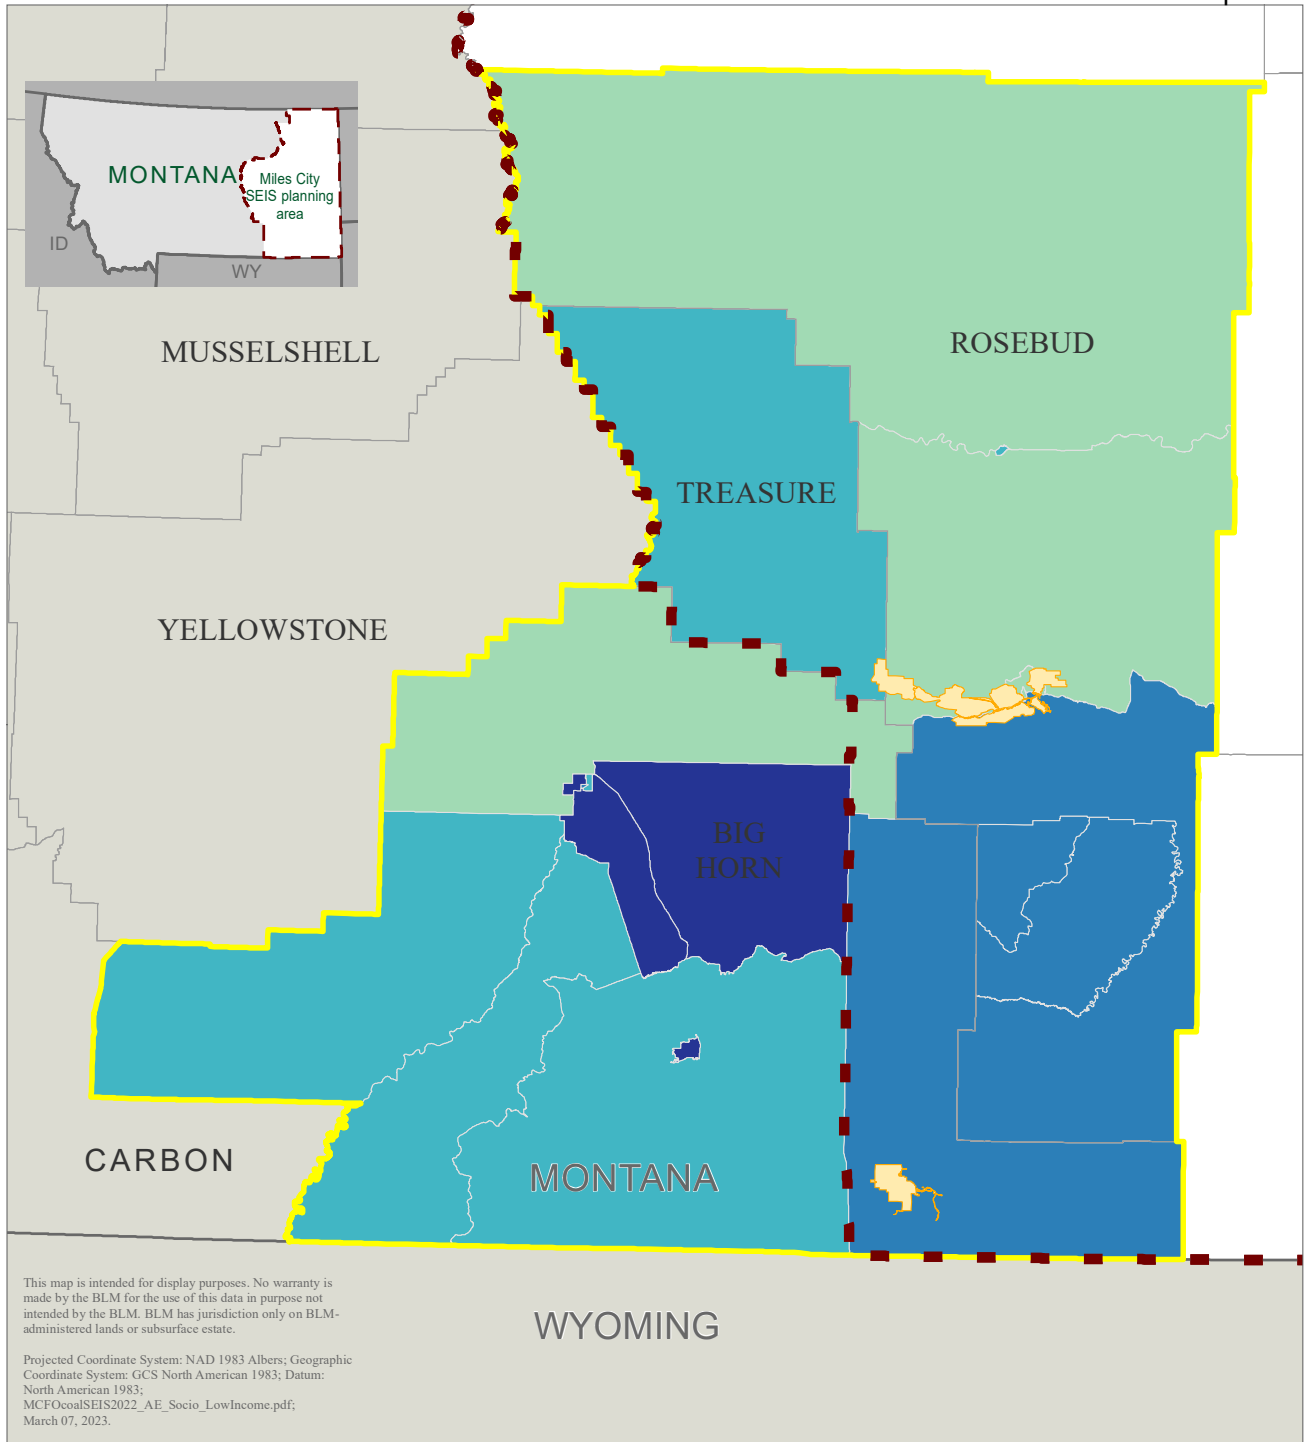 MONTANA
Miles City
SEIS planning
area
ID
WY
MUSSELSHELL
ROSEBUD
TREASURE
YELLOWSTONE
BIG
HORN
CARBON
MONTANA
WYOMING
This map is intended for display purposes. No warranty is
made by the BLM for the use of this data in purpose not
intended by the BLM. BLM has jurisdiction only on BLM-
administered lands or subsurface estate.
Projected Coordinate System: NAD 1983 Albers; Geographic
Coordinate System: GCS North American 1983; Datum:
North American 1983;
MCFOcoalSEIS2022_AE_Socio_LowIncome.pdf;
March 07, 2023.